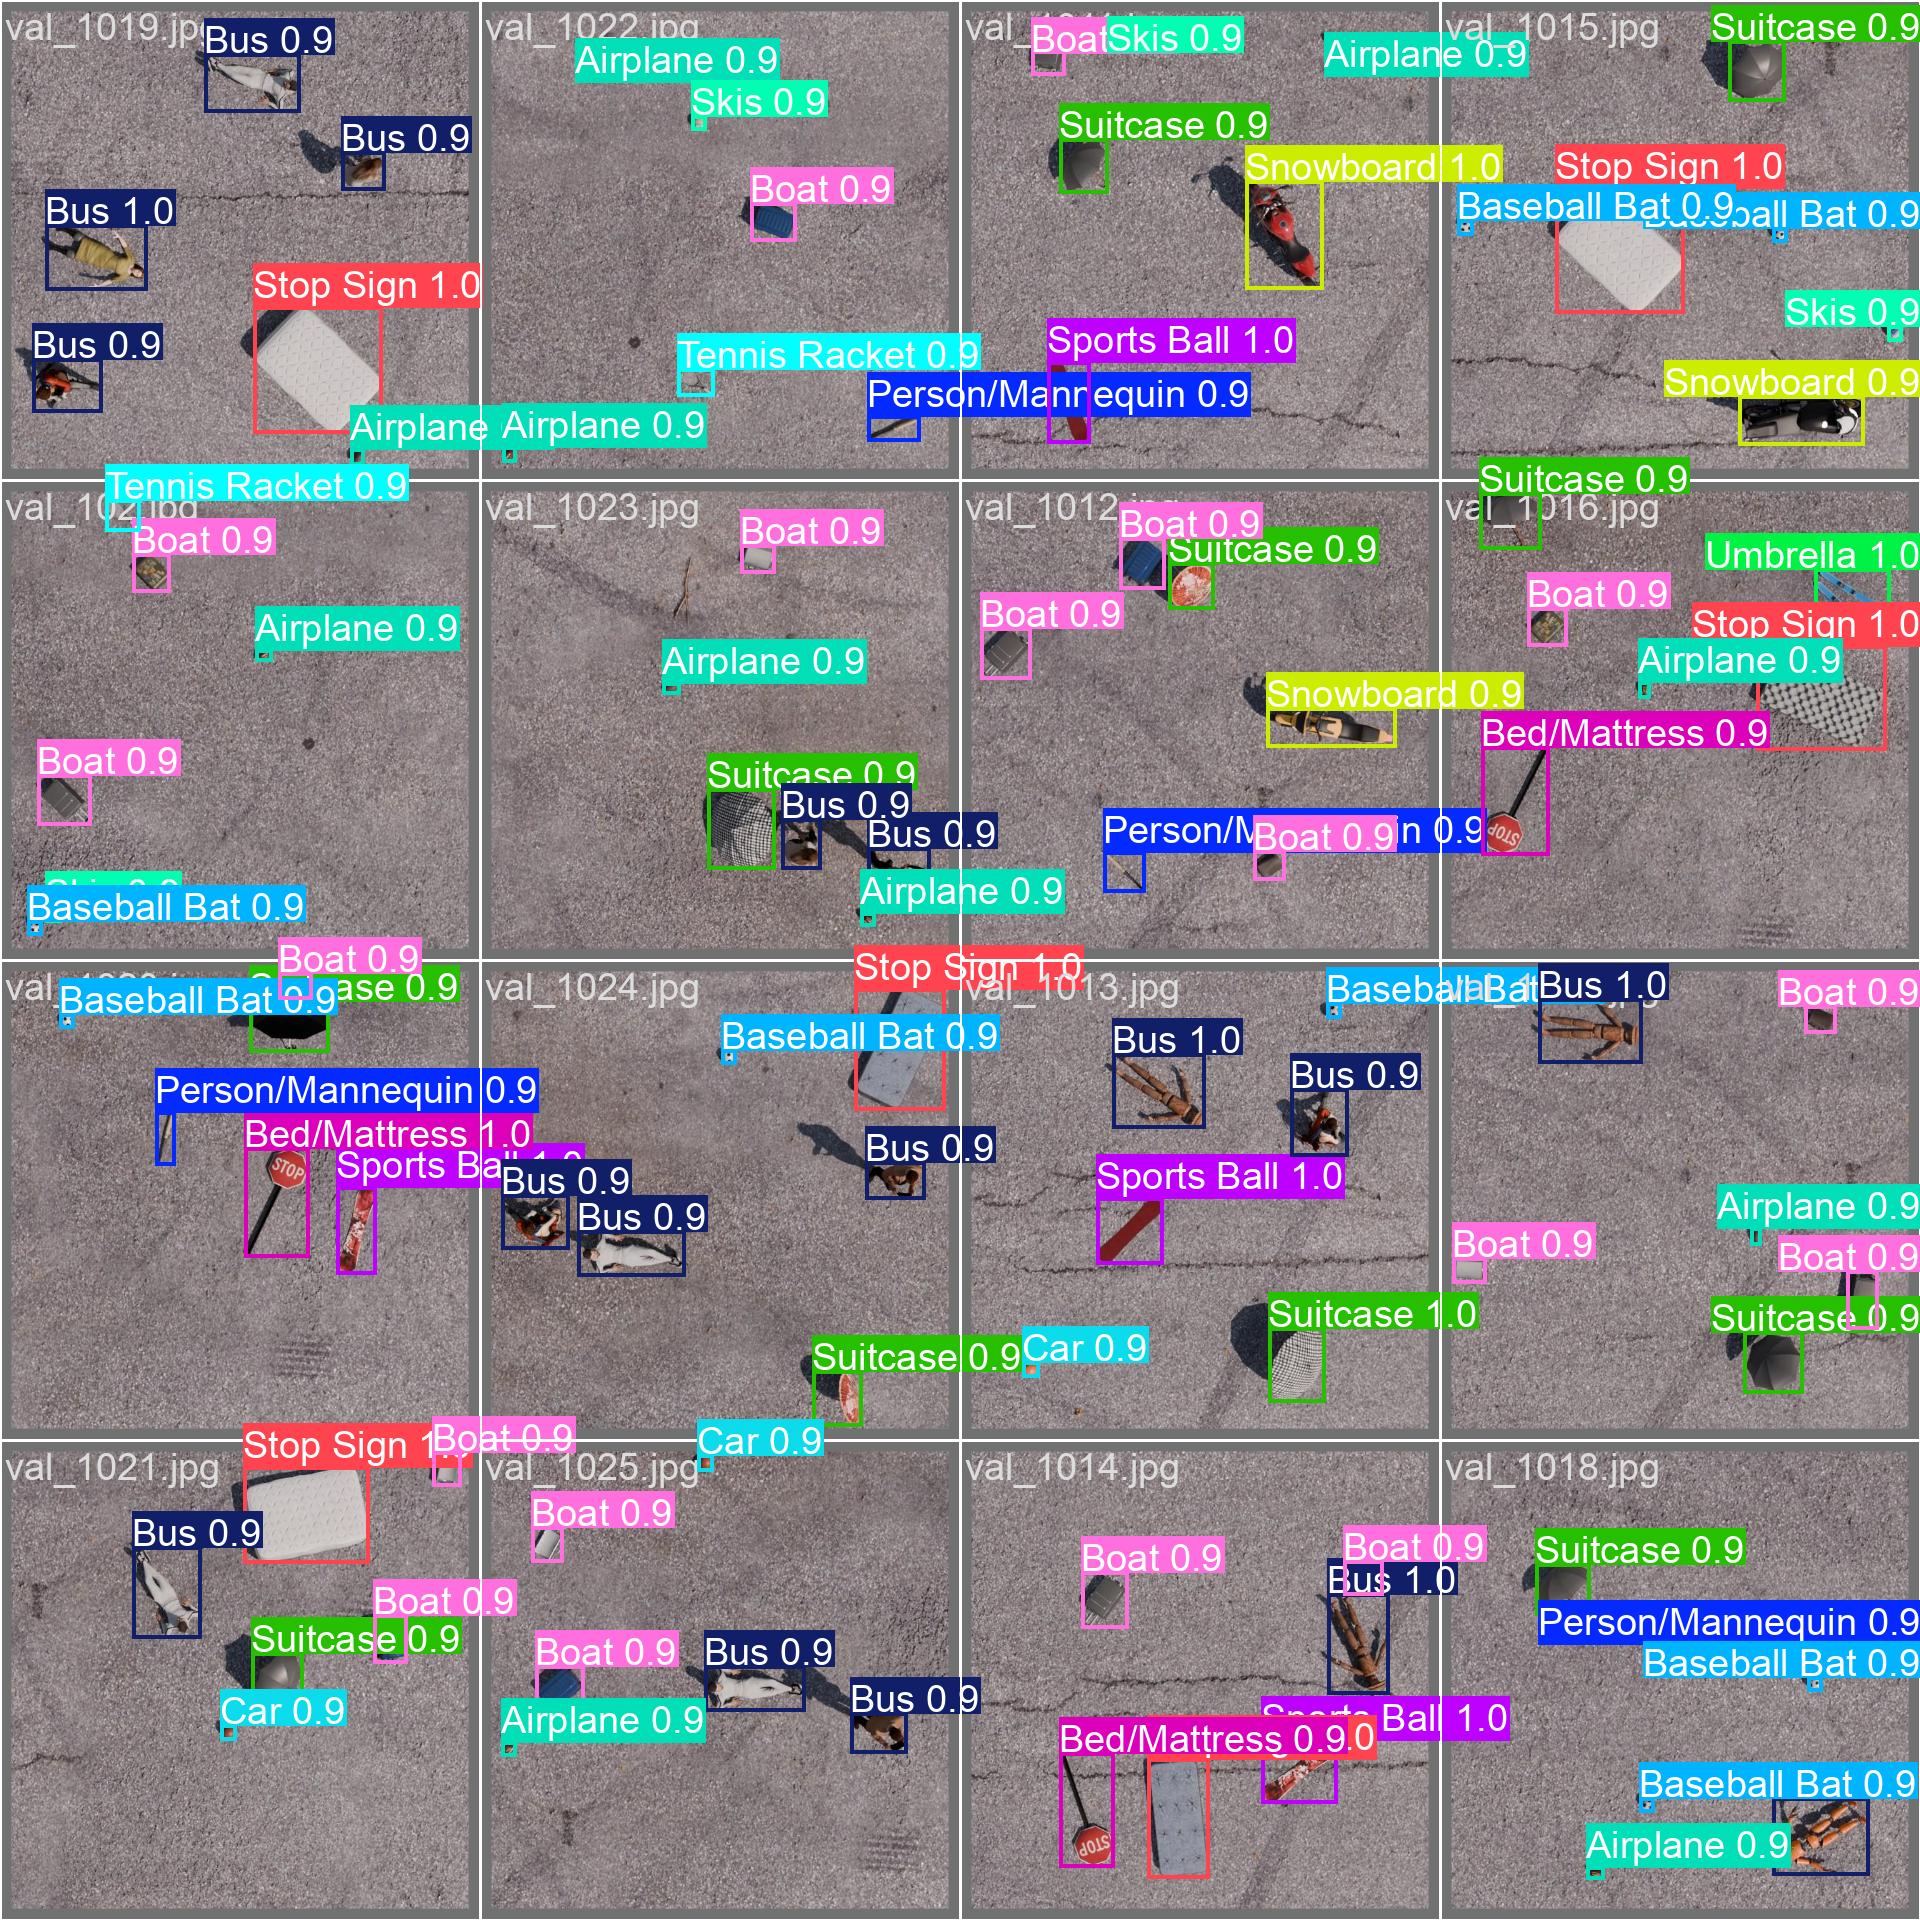 val_1019.jpg
Bus 0.9
Bus 0.9
Bus 1.0
Stop Sign 1.0
Bus 0.9
Airplane
val_1022.jpg
Airplane 0.9
Skis 0.9
Boat 0.9
Tennis Racket 0.9
Person/Mannequin 0.9
Airplane 0.9
Boat
Skis 0.9
Airplane 0.9
Suitcase 0.9
Snowboard 1.0
Sports Ball 1.0
val_1015.jpg
Suitcase 0.9
Stop Sign 1.0
Baseball Bat 0.9
Baseball Bat 0.9
Skis 0.9
Snowboard 0.9
Tennis Racket 0.9
Boat 0.9
Airplane 0.9
Boat 0.9
Skis 0.9
Baseball Bat 0.9
val_1023.jpg
Boat 0.9
Airplane 0.9
Suitcase 0.9
Bus 0.9
Bus 0.9
Airplane 0.9
val_1012.jpg
Boat 0.9
Suitcase 0.9
Boat 0.9
Snowboard 0.9
Person/Mannequin 0.9
Boat 0.9
val_1016.jpg
Suitcase 0.9
Umbrella 1.0
Boat 0.9
Stop Sign 1.0
Airplane 0.9
Bed/Mattress 0.9
STOP
Boat 0.9
Suitcase 0.9
Baseball Bat 0.9
Person/Mannequin 0.9
Bed/Mattress 1.0
STOP
Sports Ball 1.0
val_1024.jpg
Stop Sign 1.0
Baseball Bat 0.9
Bus 0.9
Bus 0.9
Bus 0.9
Suitcase 0.9
val_1013.jpg
Baseball Bat
Bus 1.0
Bus 0.9
Sports Ball 1.0
Suitcase 1.0
Car 0.9
Bus 1.0
Boat 0.9
Airplane 0.9
Boat 0.9
Boat 0.9
Suitcase 0.9
val_1021.jpg
Stop Sign
Boat 0.9
Bus 0.9
Boat 0.9
Suitcase 0.9
Car 0.9
val_1025.jpg
Car 0.9
Boat 0.9
Boat 0.9
Bus 0.9
Bus 0.9
Airplane 0.9
val_1014.jpg
Boat 0.9
Boat 0.9
Bus 1.0
Sports Ball 1.0
Bed/Mattress 0.9
STOP
val_1018.jpg
Suitcase 0.9
Person/Mannequin 0.9
Baseball Bat 0.9
Baseball Bat 0.9
Airplane 0.9